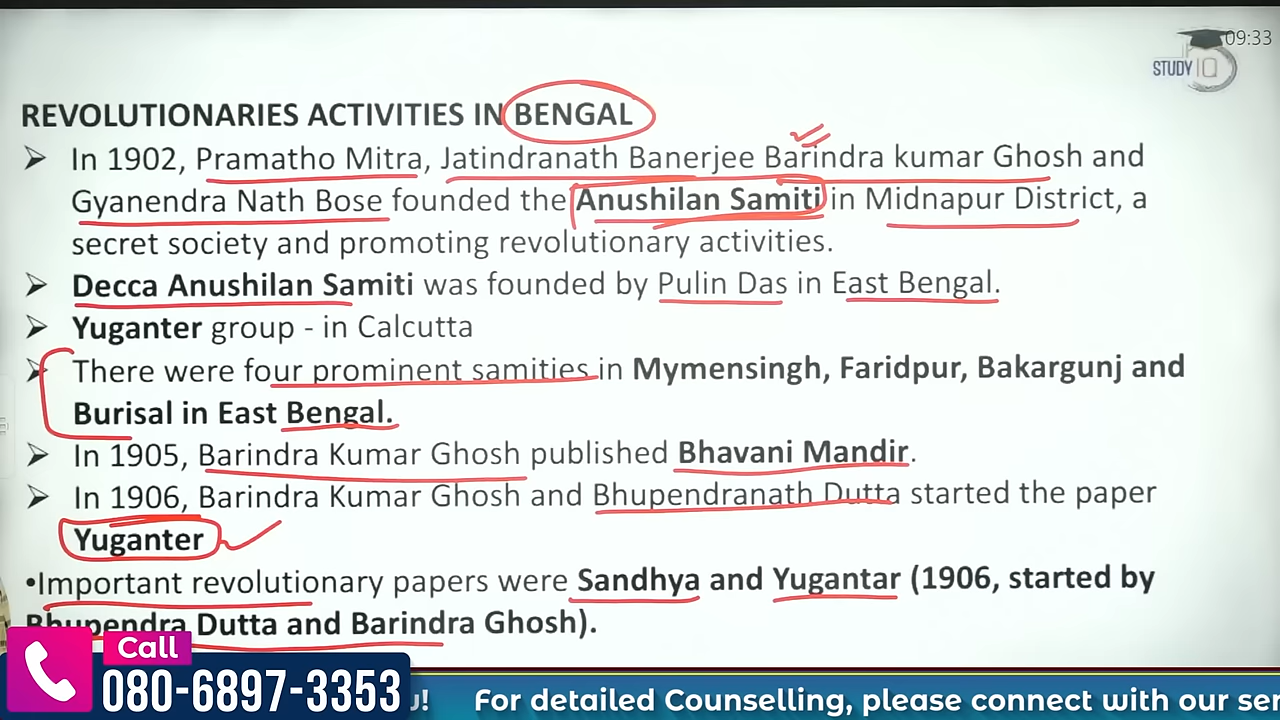 09:33
STUDY IQ
REVOLUTIONARIES ACTIVITIES IN BENGAL
➢ In 1902, Pramatho Mitra, Jatindranath Banerjee Barindra kumar Ghosh and
Gyanendra Nath Bose founded the Anushilan Samiti in Midnapur District, a
secret society and promoting revolutionary activities.
➢ Decca Anushilan Samiti was founded by Pulin Das in East Bengal.
➢ Yuganter group - in Calcutta
➢ There were four prominent samities in Mymensingh, Faridpur, Bakargunj and
Burisal in East Bengal.
➢ In 1905, Barindra Kumar Ghosh published Bhavani Mandir.
➢ In 1906, Barindra Kumar Ghosh and Bhupendranath Dutta started the paper
Yuganter
•Important revolutionary papers were Sandhya and Yugantar (1906, started by
Bhupendra Dutta and Barindra Ghosh).
Call
080-6897-3353
! For detailed Counselling, please connect with our se